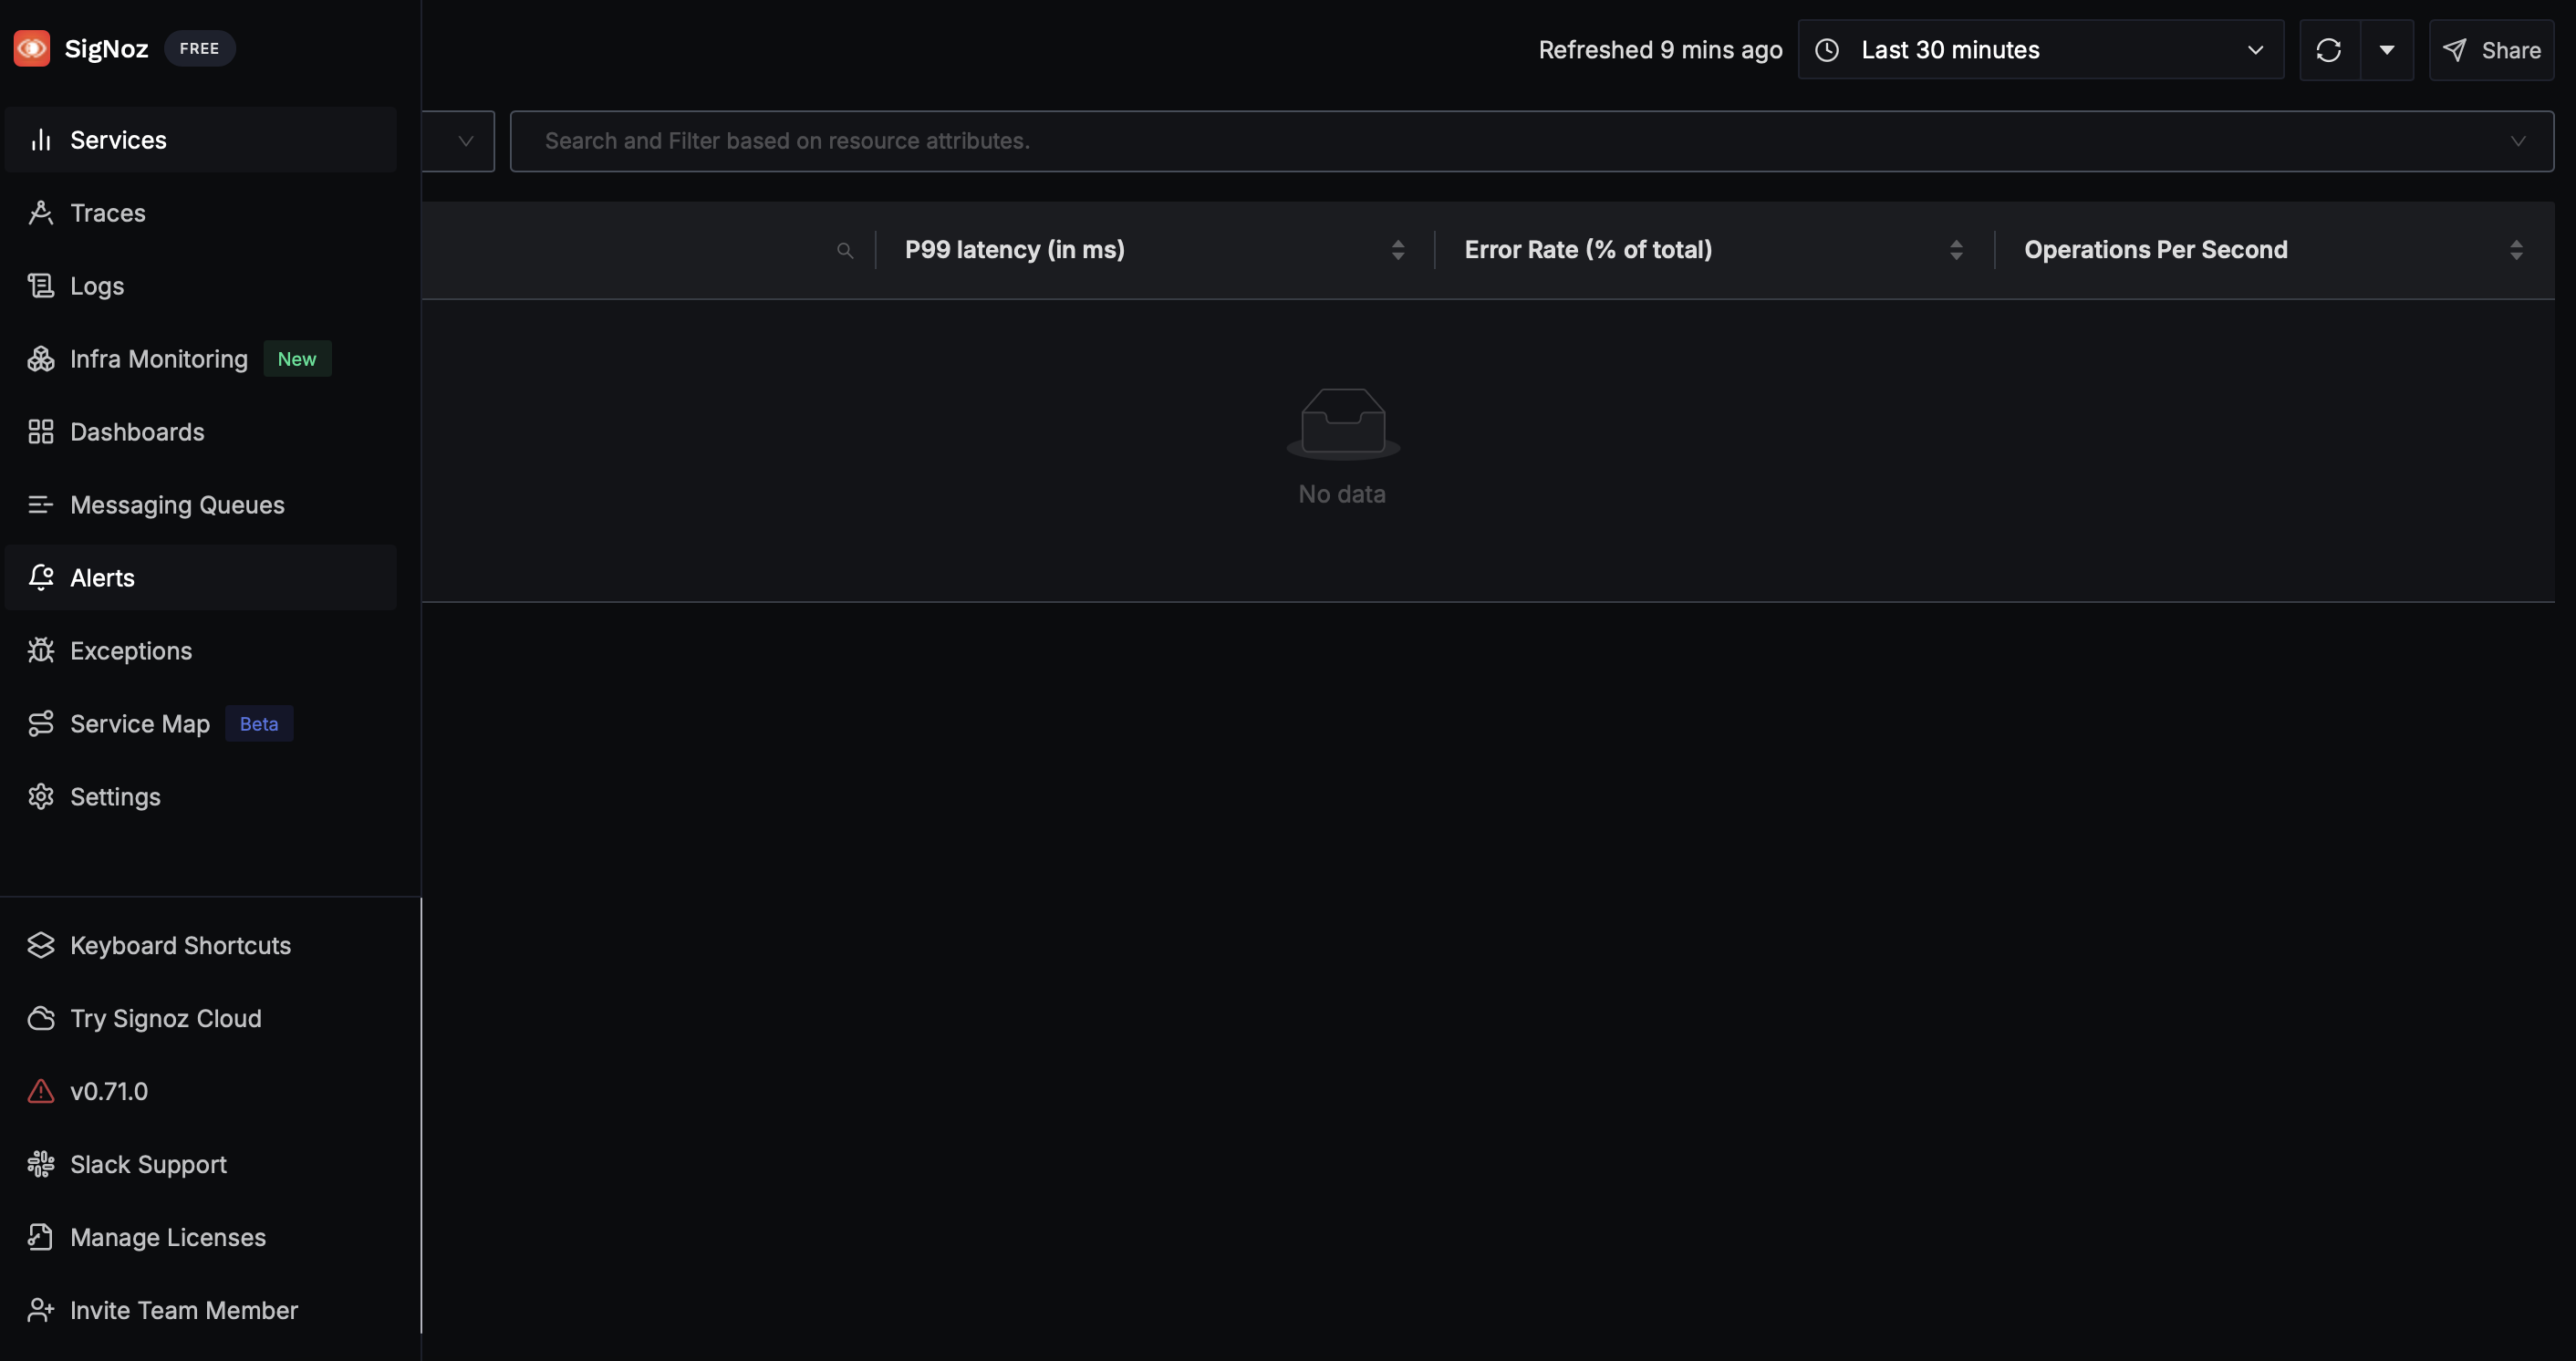 SigNoz FREE
Refreshed 9 mins ago
Last 30 minutes
Share
Services
Traces
Logs
Infra Monitoring New
Dashboards
Messaging Queues
Alerts
Exceptions
Service Map Beta
Settings
Keyboard Shortcuts
Try Signoz Cloud
v0.71.0
Slack Support
Manage Licenses
Invite Team Member
Search and Filter based on resource attributes.
P99 latency (in ms)
Error Rate (% of total)
Operations Per Second
No data